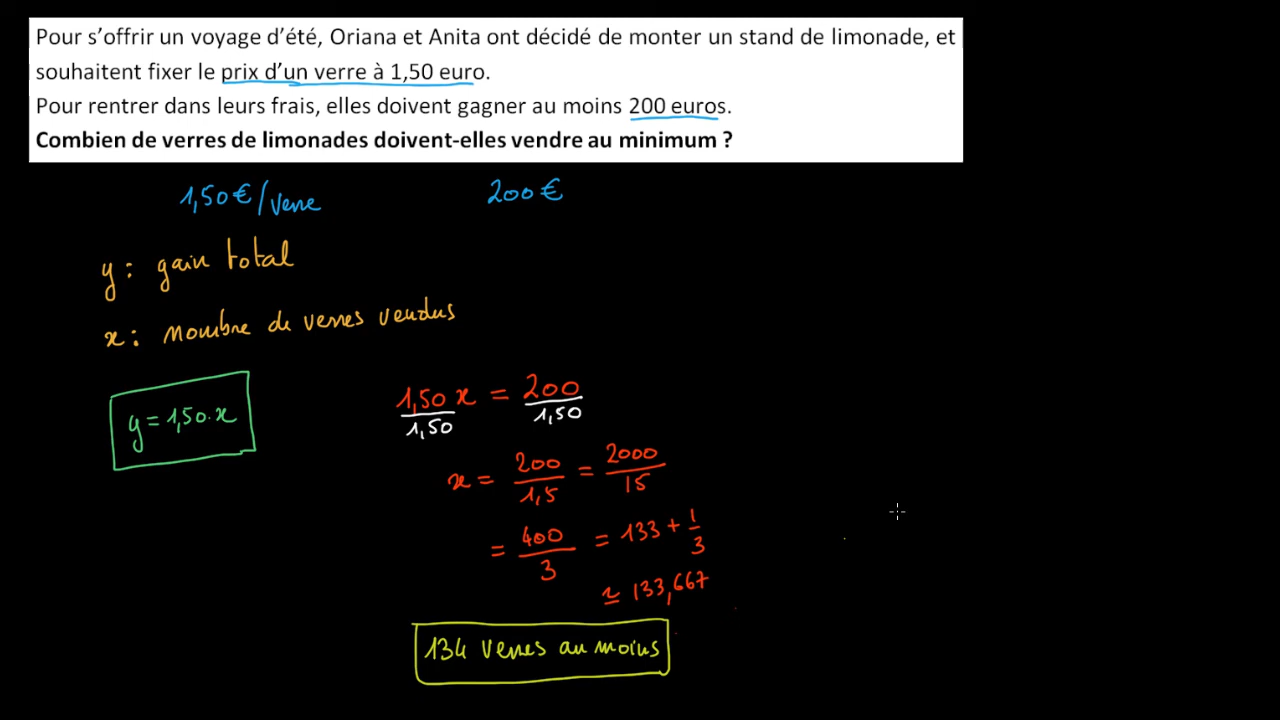 Pour s’offrir un voyage d’été, Oriana et Anita ont décidé de monter un stand de limonade, et
souhaitent fixer le prix d’un verre à 1,50 euro.
Pour rentrer dans leurs frais, elles doivent gagner au moins 200 euros.
Combien de verres de limonades doivent-elles vendre au minimum ?
1,50€/verre 200€
y : gain total
x : nombre de verres vendus
y = 1,50.x
1,50x/1,50 = 200/1,50
x = 200/1,5 = 2000/15
= 400/3 = 133 + 1/3
≃ 133,667
134 verres au moins